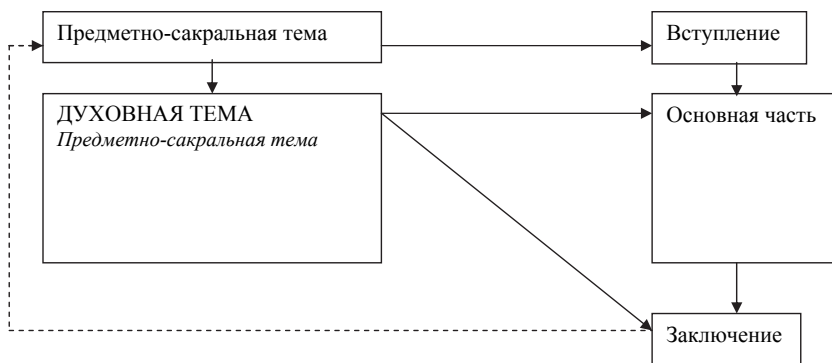 Предметно-сакральная тема
Вступление
ДУХОВНАЯ ТЕМА
Предметно-сакральная тема
Основная часть
Заключение